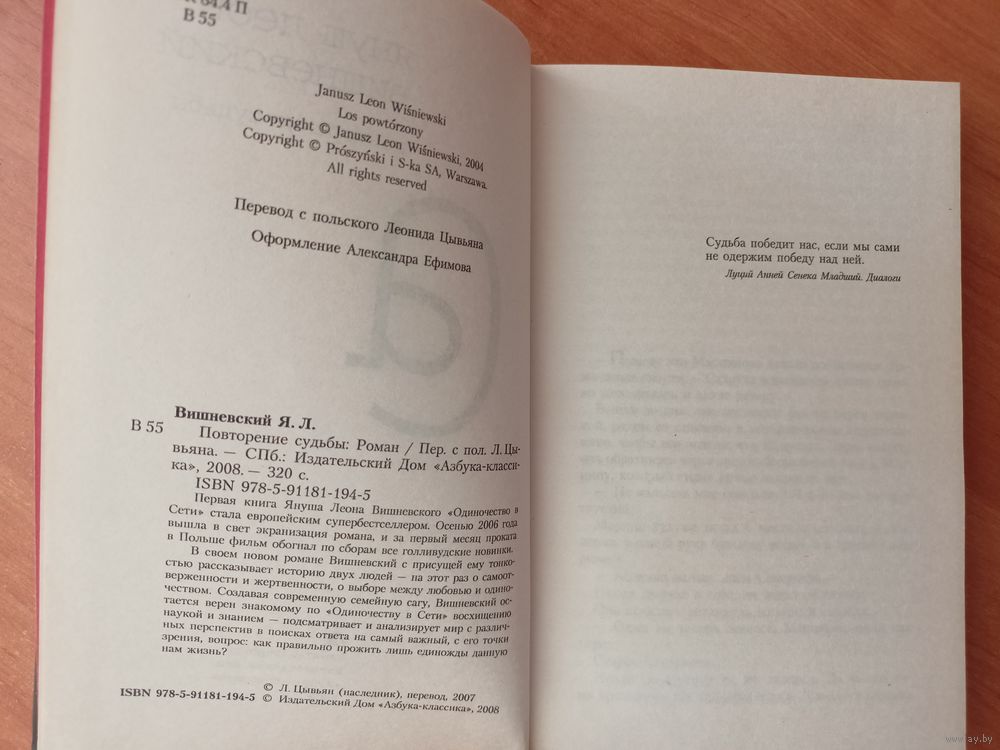 84.4 П
В 55
Janusz Leon Wiśniewski
Los powtórzony
Copyright © Janusz Leon Wiśniewski, 2004
Copyright © Prószyński i S-ka SA, Warszawa.
All rights reserved
Перевод с польского Леонида Цывьяна
Оформление Александра Ефимова
Вишневский Я. Л.
В 55 Повторение судьбы: Роман / Пер. с пол. Л. Цы-
вьяна. — СПб.: Издательский Дом «Азбука-класси-
ка», 2008. — 320 с.
ISBN 978-5-91181-194-5
Первая книга Януша Леона Вишневского «Одиночество в
Сети» стала европейским супербестселлером. Осенью 2006 года
вышла в свет экранизация романа, и за первый месяц проката
в Польше фильм обогнал по сборам все голливудские новинки.
В своем новом романе Вишневский с присущей ему тонко-
стью рассказывает историю двух людей — на этот раз о самоот-
верженности и жертвенности, о выборе между любовью и одино-
чеством. Создавая современную семейную сагу, Вишневский ос-
тается верен знакомому по «Одиночеству в Сети» восхищению
наукой и знанием — подсматривает и анализирует мир с различ-
ных перспектив в поисках ответа на самый важный, с его точки
зрения, вопрос: как правильно прожить лишь единожды данную
нам жизнь?
© Л. Цывьян (наследник), перевод, 2007
ISBN 978-5-91181-194-5 © Издательский Дом «Азбука-классика», 2008
Судьба победит нас, если мы сами
не одержим победу над ней.
Луций Анней Сенека Младший. Диалоги
www.ay.by